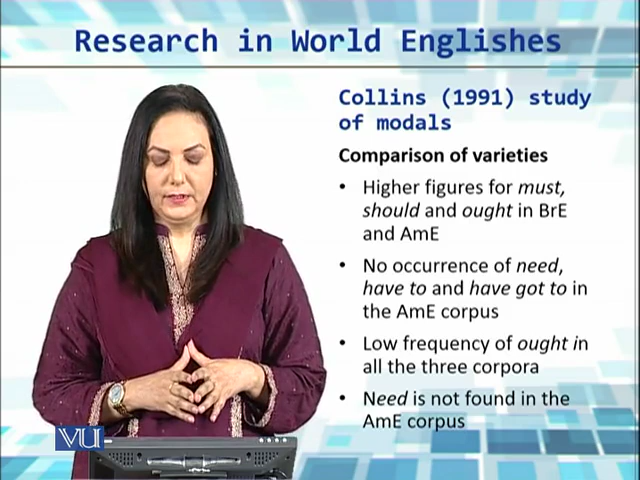 Research in World Englishes
Collins (1991) study
of modals
Comparison of varieties
• Higher figures for must,
should and ought in BrE
and AmE
• No occurrence of need,
have to and have got to in
the AmE corpus
• Low frequency of ought in
all the three corpora
• Need is not found in the
AmE corpus
VU